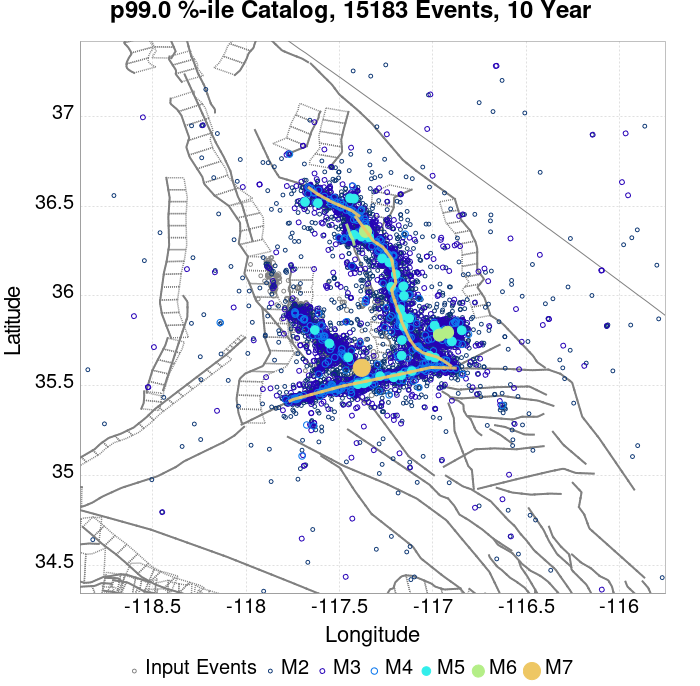 p99.0 %-ile Catalog, 15183 Events, 10 Year
Latitude
37
36.5
36
35.5
35
34.5
-118.5 -118 -117.5 -117 -116.5 -116
Longitude
Input Events M2 M3 M4 M5 M6 M7